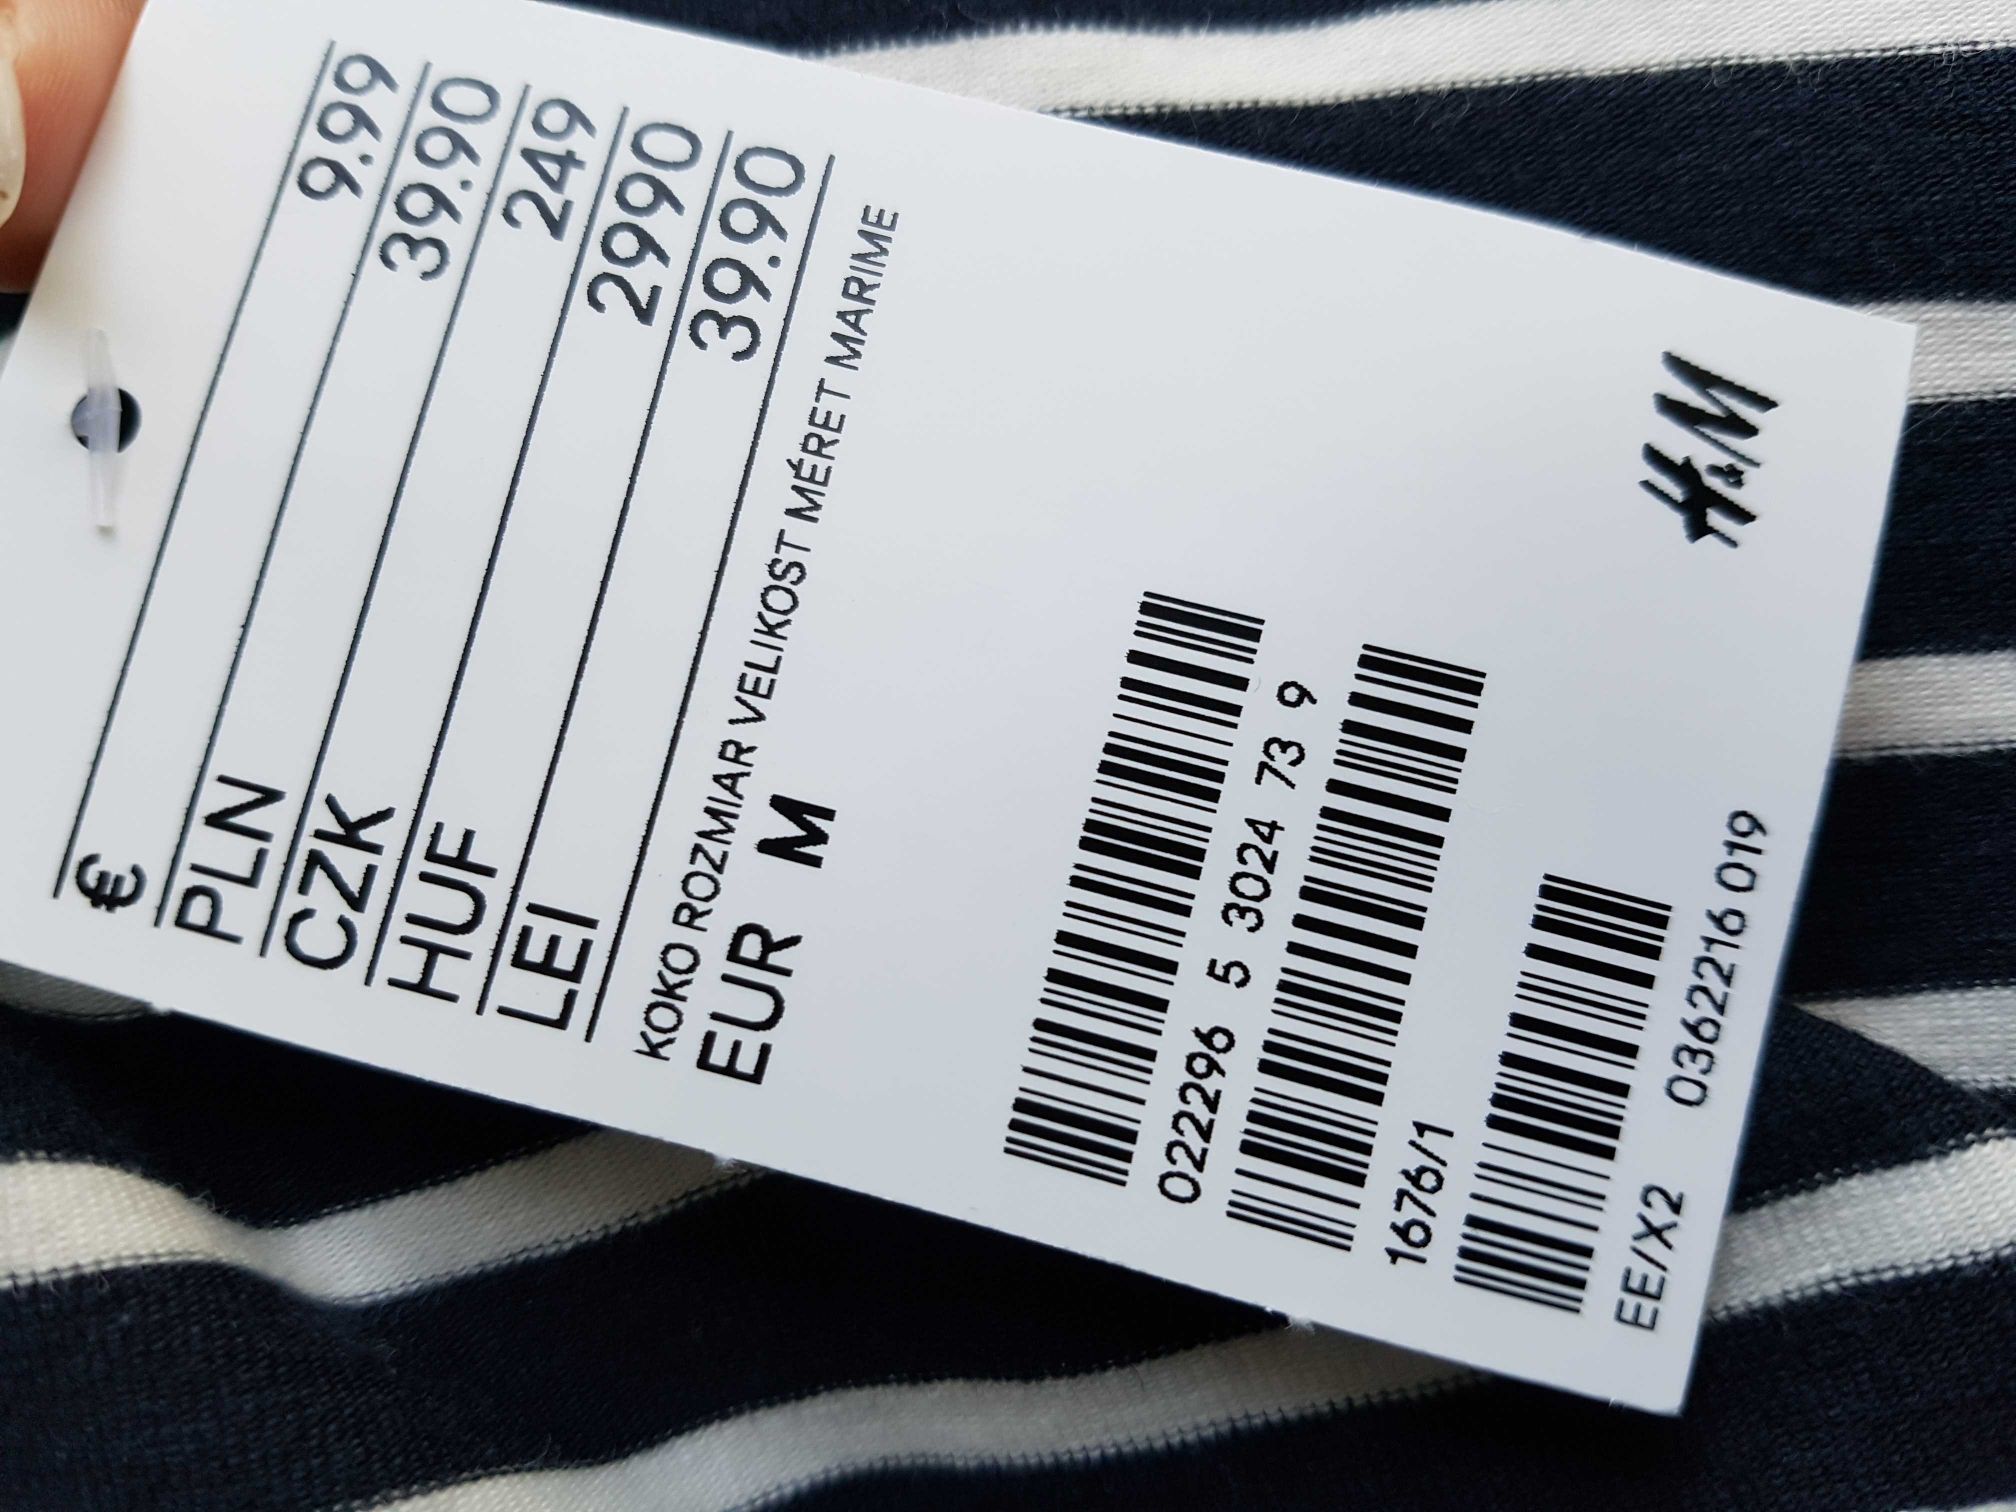 € 9.99
PLN 39.90
CZK 249
HUF 2990
LEI 39.90
KOKO ROZMIAR VELIKOST MÉRET MARIME
EUR M
022296 5 3024 73 9
1676/1
EE/X2 0362216 019
H&M